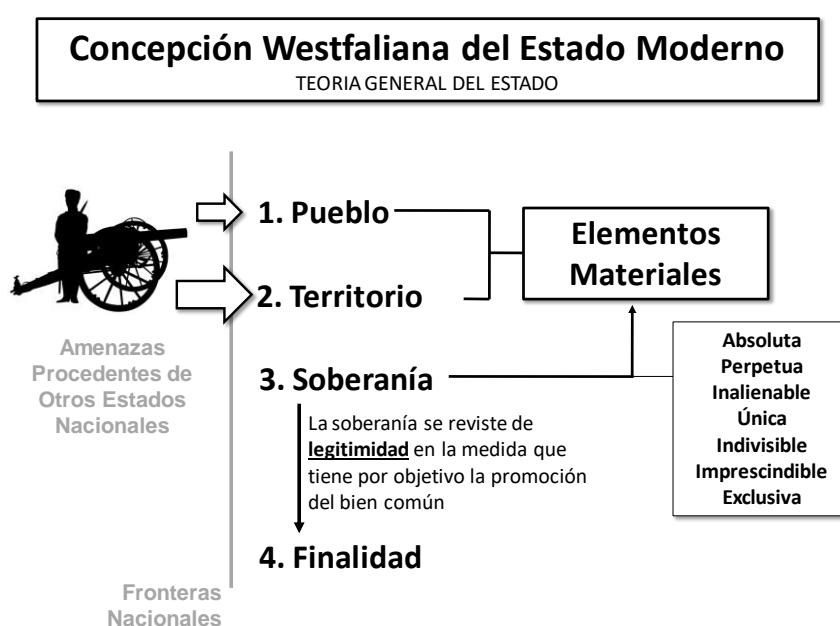 Concepción Westfaliana del Estado Moderno
TEORIA GENERAL DEL ESTADO
1. Pueblo
Elementos
Materiales
2. Territorio
Amenazas
Procedentes de
Otros Estados
Nacionales
3. Soberanía
Absoluta
Perpetua
Inalienable
Única
Indivisible
Imprescindible
Exclusiva
La soberanía se reviste de
legitimidad en la medida que
tiene por objetivo la promoción
del bien común
4. Finalidad
Fronteras
Nacionales